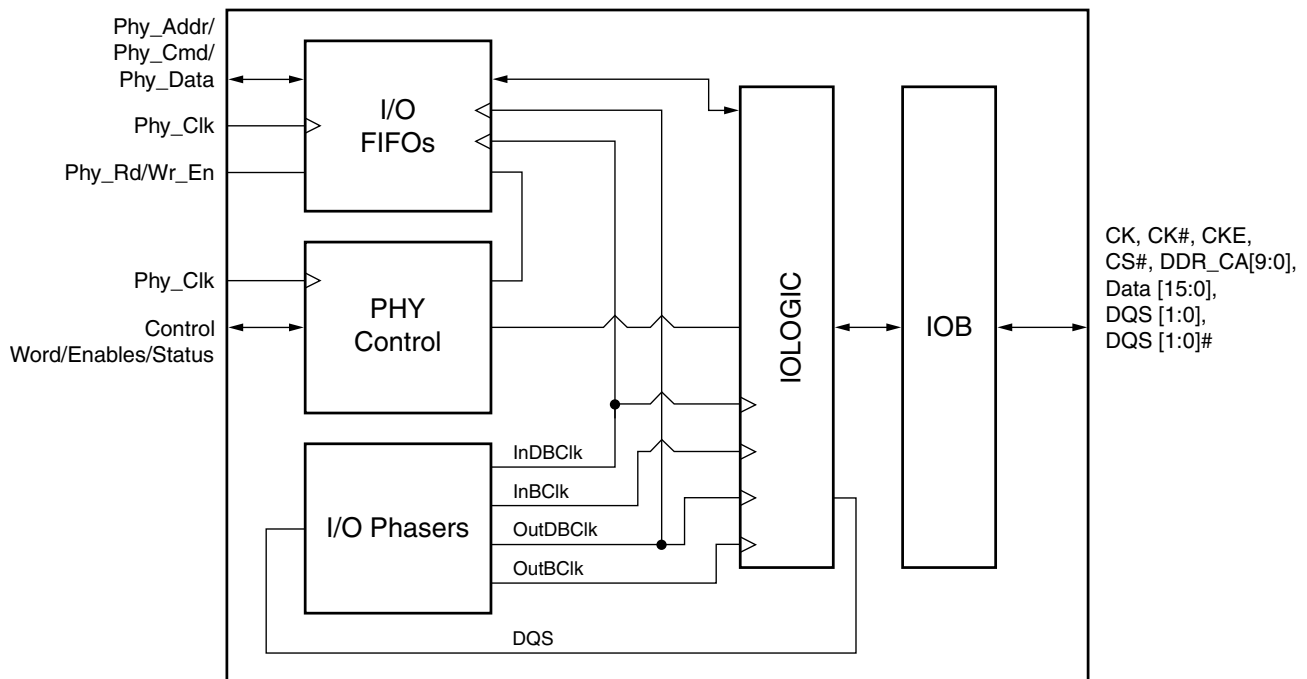 Phy_Addr/
Phy_Cmd/
Phy_Data
Phy_Clk
Phy_Rd/Wr_En
I/O
FIFOs
Phy_Clk
Control
Word/Enables/Status
PHY
Control
I/O Phasers
InDBClk
InBClk
OutDBClk
OutBClk
DQS
IOLOGIC
IOB
CK, CK#, CKE,
CS#, DDR_CA[9:0],
Data [15:0],
DQS [1:0],
DQS [1:0]#